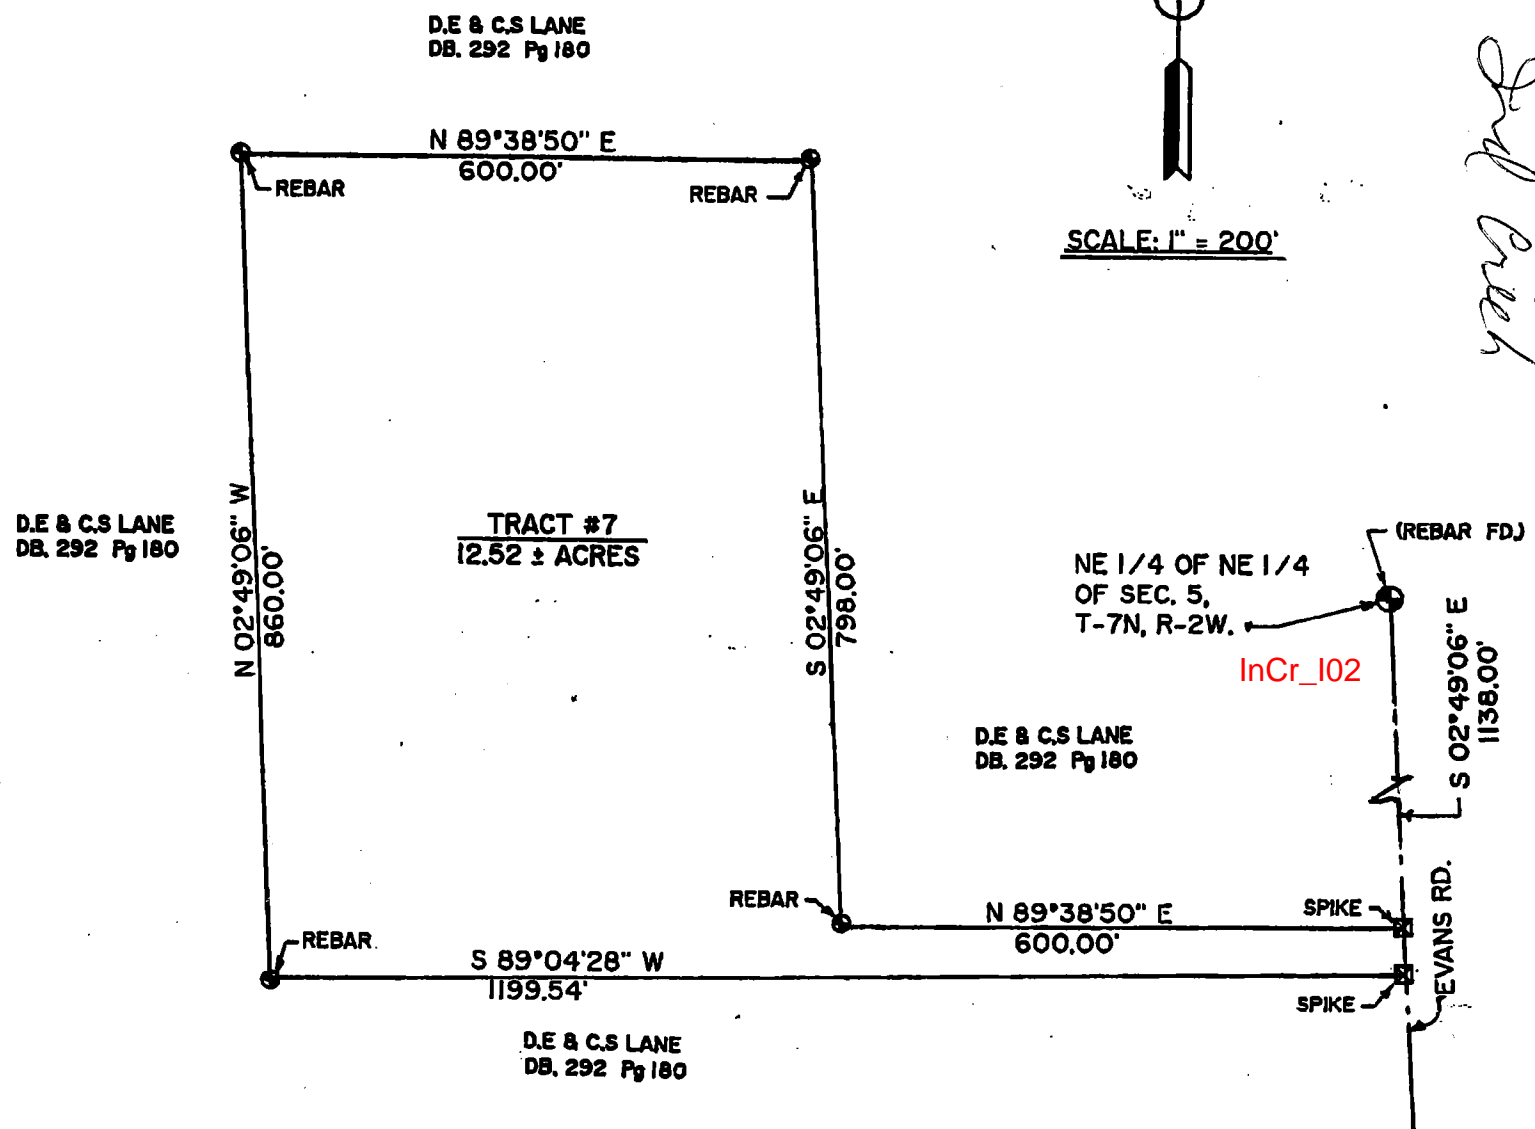 D.E & C.S LANE
DB. 292 Pg 180
N 89°38'50" E
600.00'
REBAR
REBAR
SCALE: 1" = 200'
D.E & C.S LANE
DB. 292 Pg 180
N 02°49'06" W
860.00'
TRACT #7
12.52 ± ACRES
S 02°49'06" E
798.00'
(REBAR FD.)
NE 1/4 OF NE 1/4
OF SEC. 5,
T-7N, R-2W.
InCr_I02
S 02°49'06" E
1138.00'
D.E & C.S LANE
DB. 292 Pg 180
REBAR
N 89°38'50" E
600.00'
SPIKE
EVANS RD.
REBAR
S 89°04'28" W
1199.54'
SPIKE
D.E & C.S LANE
DB. 292 Pg 180